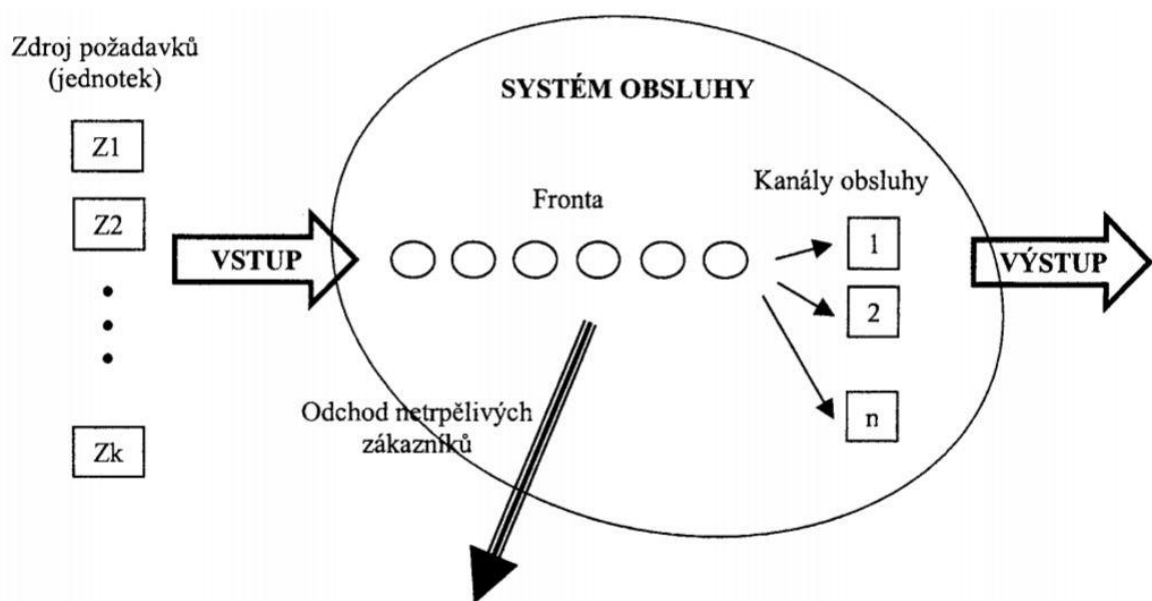 Zdroj požadavků
(jednotek)
SYSTÉM OBSLUHY
Z1
Z2
Zk
VSTUP
Fronta
Kanály obsluhy
1
2
n
VÝSTUP
Odchod netrpělivých
zákazníků